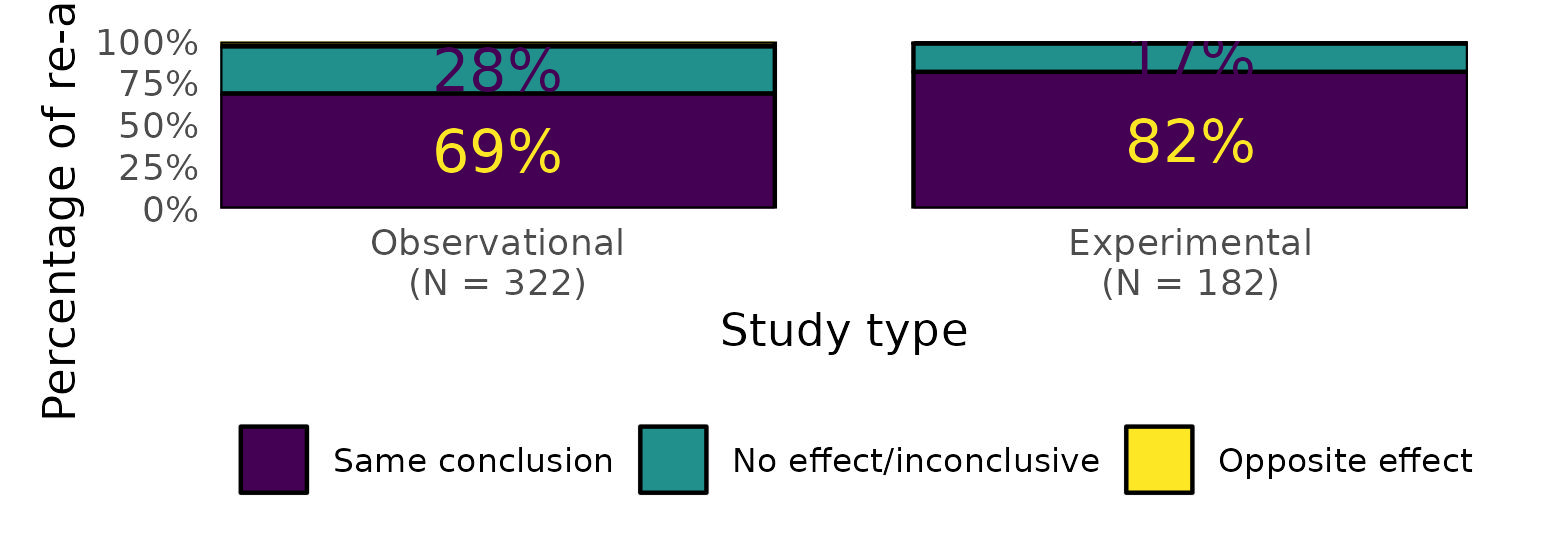 Percentage of re-a
100%
75%
50%
25%
0%
28%
69%
17%
82%
Observational
(N = 322)
Experimental
(N = 182)
Study type
Same conclusion
No effect/inconclusive
Opposite effect